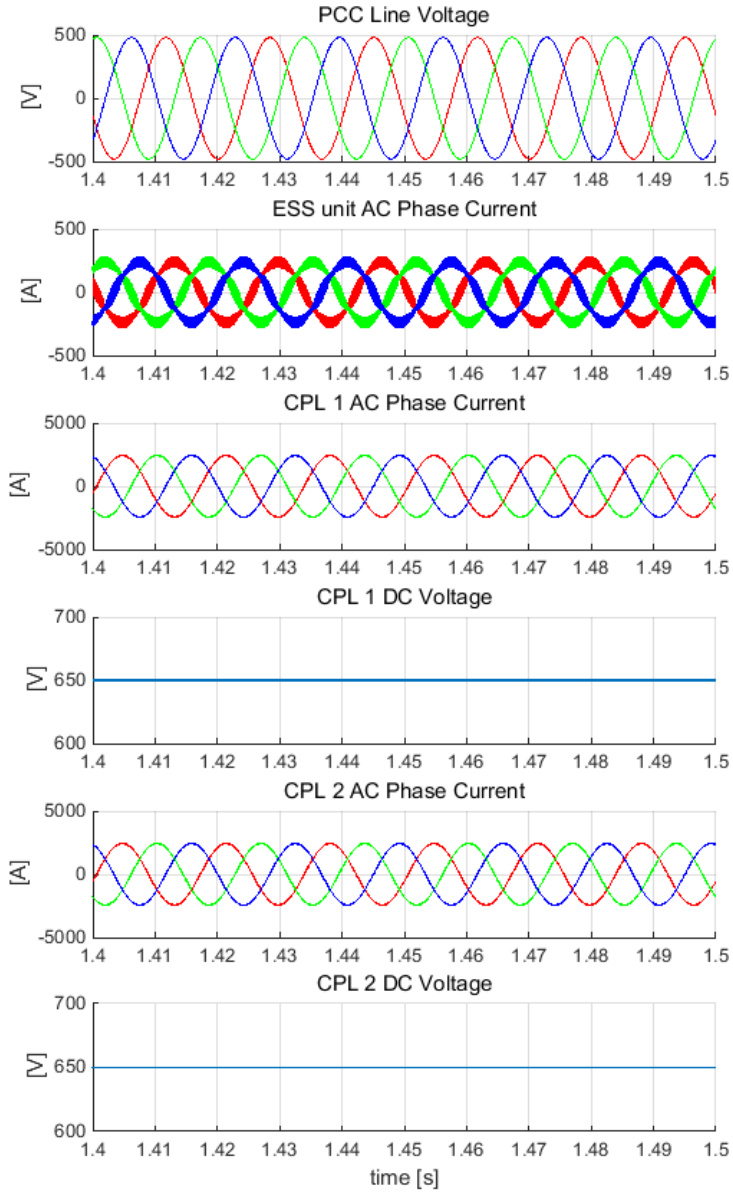 PCC Line Voltage
500
[V]
0
-500
1.4 1.41 1.42 1.43 1.44 1.45 1.46 1.47 1.48 1.49 1.5
ESS unit AC Phase Current
500
[A]
0
-500
1.4 1.41 1.42 1.43 1.44 1.45 1.46 1.47 1.48 1.49 1.5
CPL 1 AC Phase Current
5000
[A]
0
-5000
1.4 1.41 1.42 1.43 1.44 1.45 1.46 1.47 1.48 1.49 1.5
CPL 1 DC Voltage
700
[V]
650
600
1.4 1.41 1.42 1.43 1.44 1.45 1.46 1.47 1.48 1.49 1.5
CPL 2 AC Phase Current
5000
[A]
0
-5000
1.4 1.41 1.42 1.43 1.44 1.45 1.46 1.47 1.48 1.49 1.5
CPL 2 DC Voltage
700
[V]
650
600
1.4 1.41 1.42 1.43 1.44 1.45 1.46 1.47 1.48 1.49 1.5
time [s]